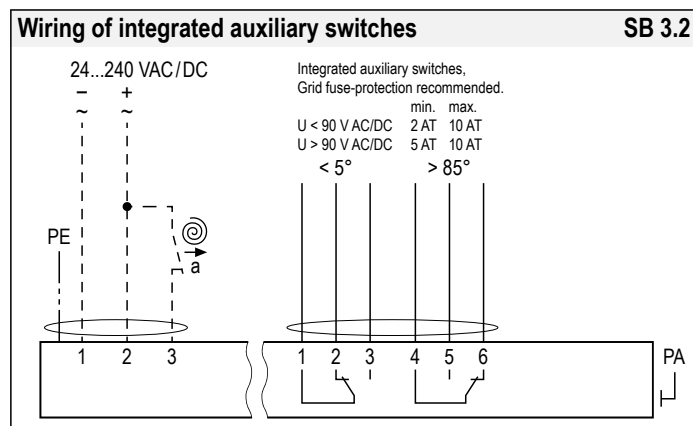 Wiring of integrated auxiliary switches SB 3.2
24...240 VAC/DC
– +
~ ~
Integrated auxiliary switches,
Grid fuse-protection recommended.
min. max.
U < 90 V AC/DC 2 AT 10 AT
U > 90 V AC/DC 5 AT 10 AT
< 5° > 85°
PE
a
1 2 3 1 2 3 4 5 6 PA